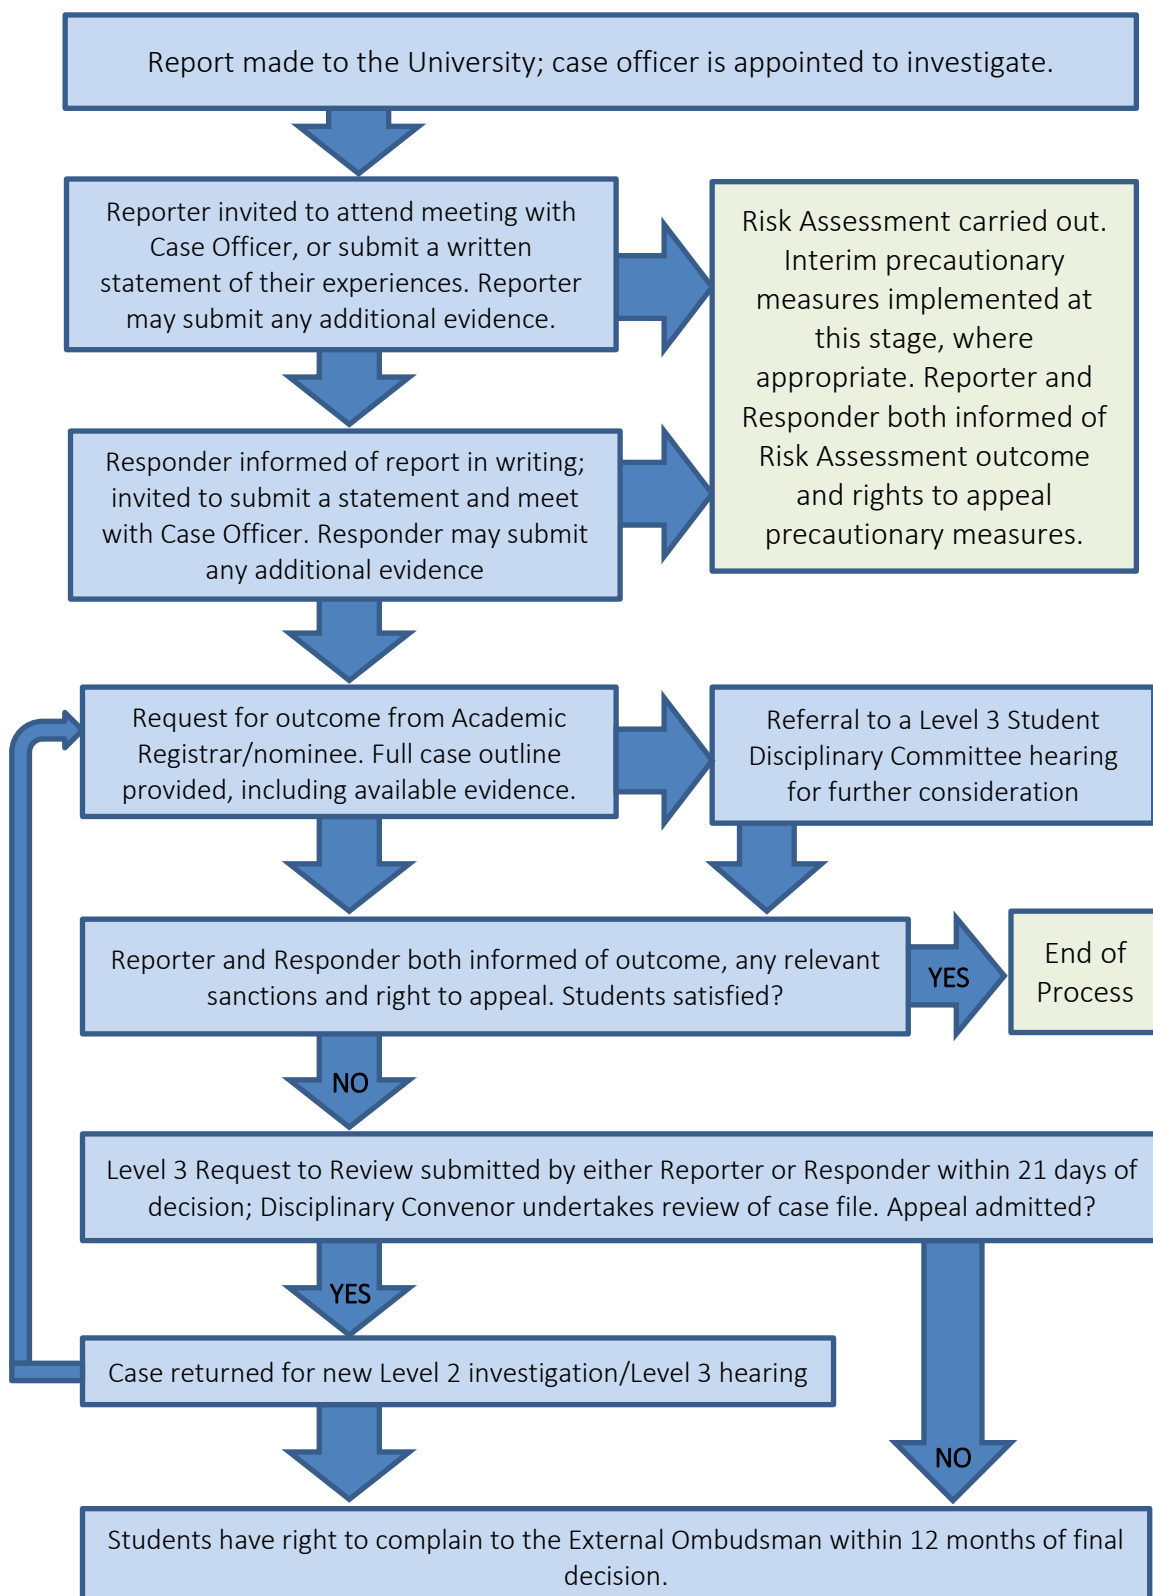 Report made to the University; case officer is appointed to investigate.
Reporter invited to attend meeting with
Case Officer, or submit a written
statement of their experiences. Reporter
may submit any additional evidence.
Risk Assessment carried out.
Interim precautionary
measures implemented at
this stage, where
appropriate. Reporter and
Responder both informed of
Risk Assessment outcome
and rights to appeal
precautionary measures.
Responder informed of report in writing;
invited to submit a statement and meet
with Case Officer. Responder may submit
any additional evidence
Request for outcome from Academic
Registrar/nominee. Full case outline
provided, including available evidence.
Referral to a Level 3 Student
Disciplinary Committee hearing
for further consideration
Reporter and Responder both informed of outcome, any relevant
sanctions and right to appeal. Students satisfied?
YES
End of
Process
NO
Level 3 Request to Review submitted by either Reporter or Responder within 21 days of
decision; Disciplinary Convenor undertakes review of case file. Appeal admitted?
YES
Case returned for new Level 2 investigation/Level 3 hearing
NO
Students have right to complain to the External Ombudsman within 12 months of final
decision.